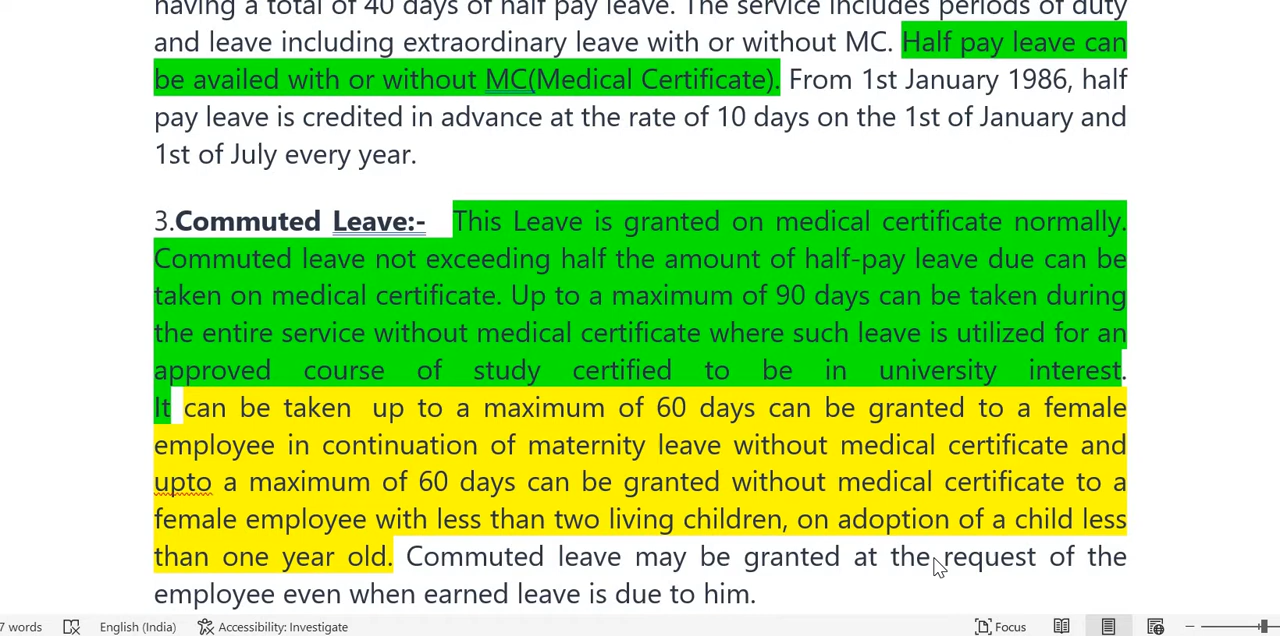 having a total of 40 days of half pay leave. The service includes periods of duty
and leave including extraordinary leave with or without MC. Half pay leave can
be availed with or without MC(Medical Certificate). From 1st January 1986, half
pay leave is credited in advance at the rate of 10 days on the 1st of January and
1st of July every year.
3.Commuted Leave:- This Leave is granted on medical certificate normally.
Commuted leave not exceeding half the amount of half-pay leave due can be
taken on medical certificate. Up to a maximum of 90 days can be taken during
the entire service without medical certificate where such leave is utilized for an
approved course of study certified to be in university interest.
It can be taken up to a maximum of 60 days can be granted to a female
employee in continuation of maternity leave without medical certificate and
upto a maximum of 60 days can be granted without medical certificate to a
female employee with less than two living children, on adoption of a child less
than one year old. Commuted leave may be granted at the request of the
employee even when earned leave is due to him.
7 words English (India) Accessibility: Investigate Focus